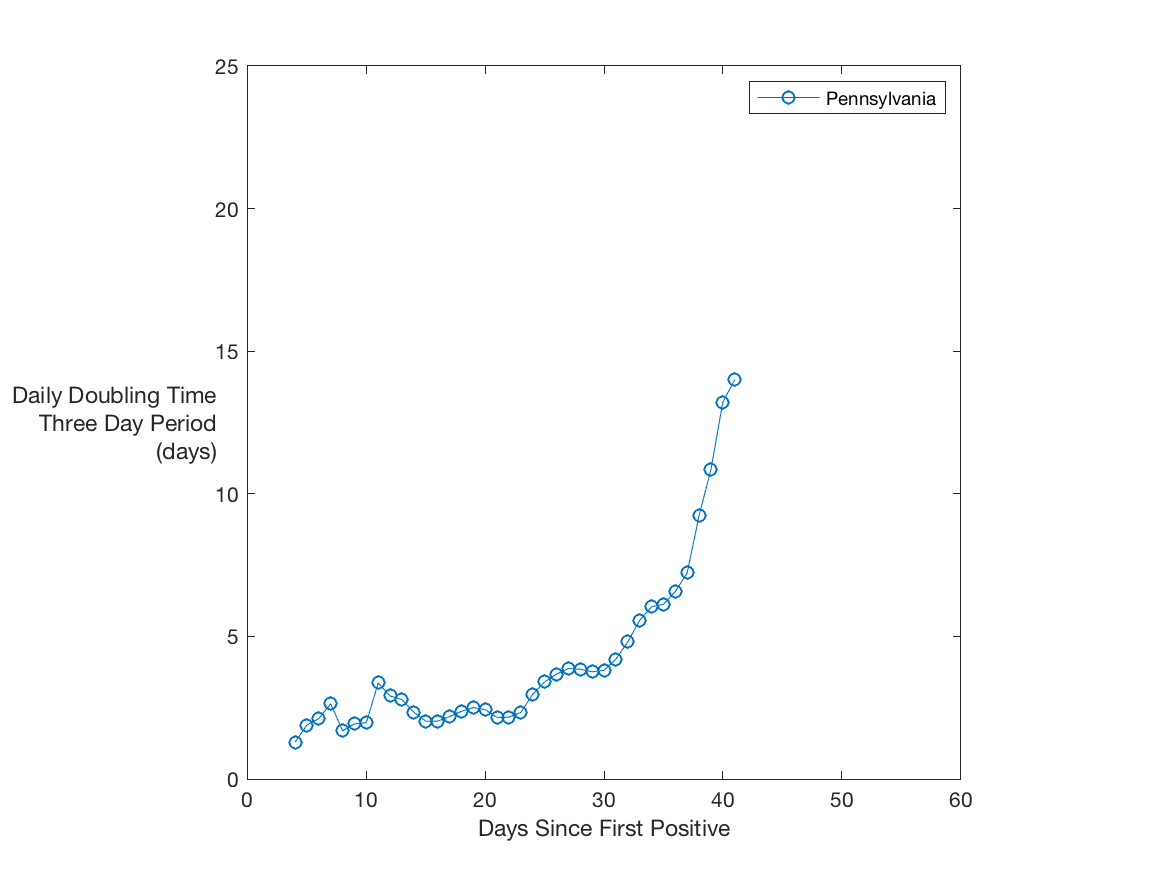 25
Pennsylvania
20
15
Daily Doubling Time
Three Day Period
(days)
10
5
0
0 10 20 30 40 50 60
Days Since First Positive